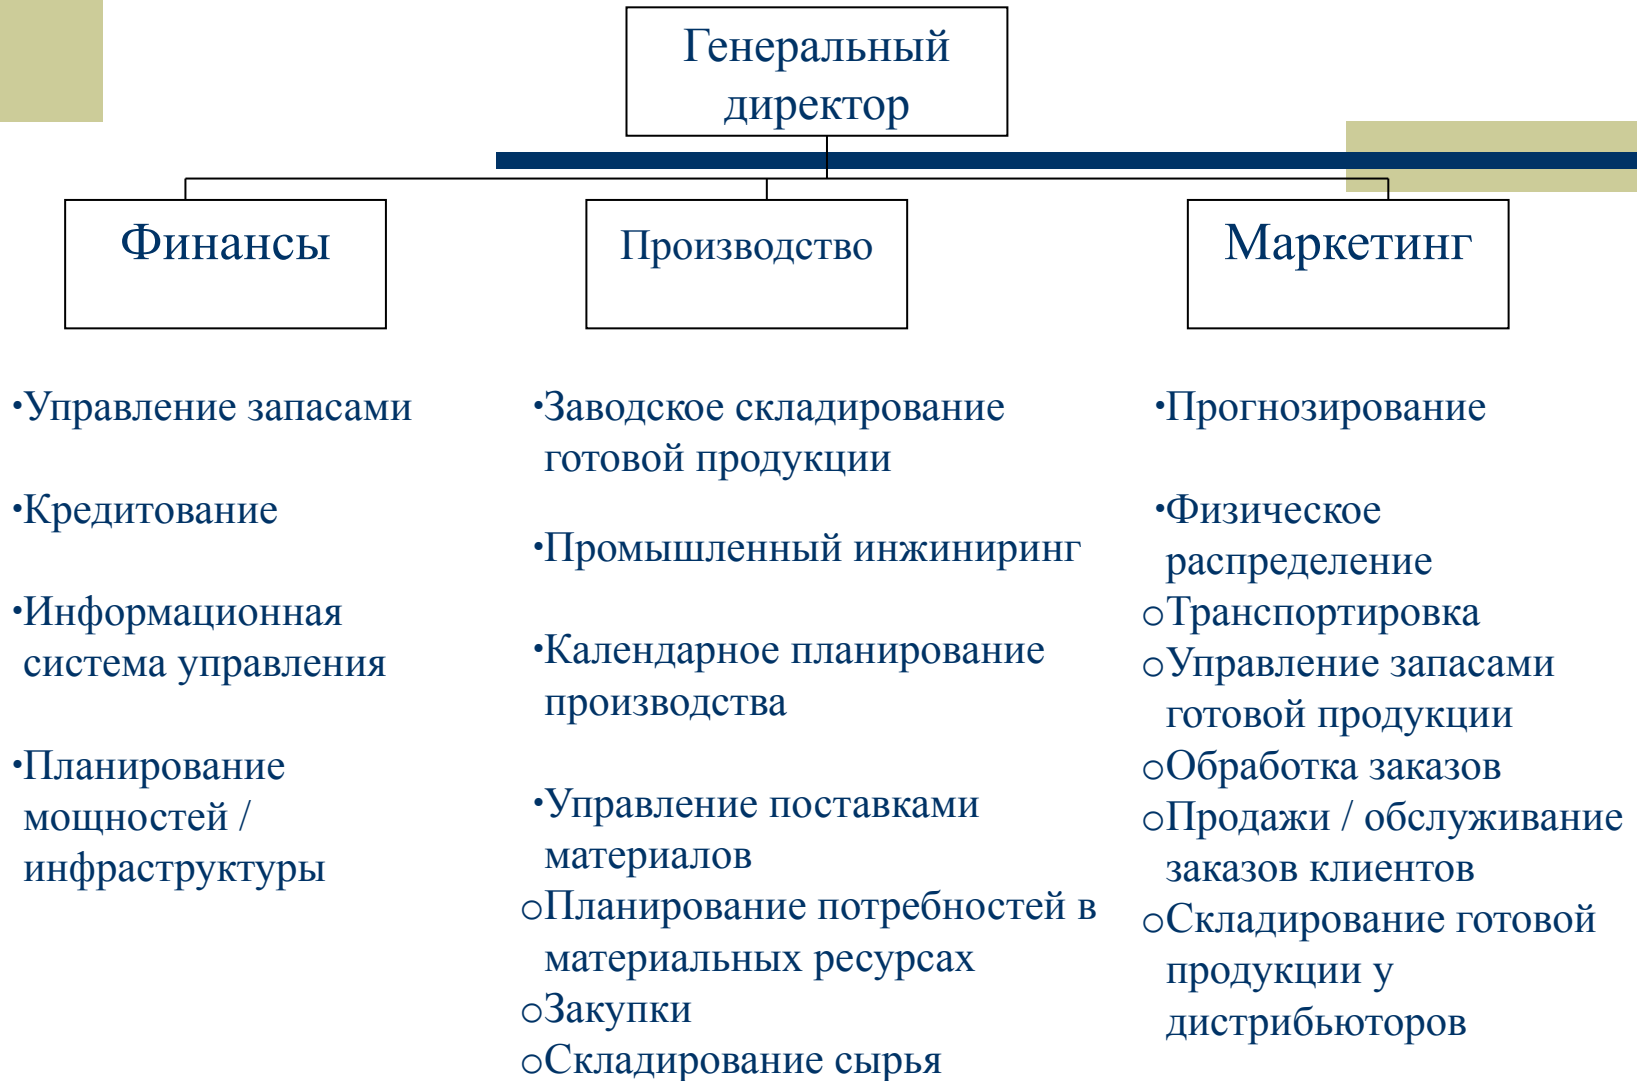 Генеральный
директор
Финансы
Производство
Маркетинг
•Управление запасами
•Кредитование
•Информационная
система управления
•Планирование
мощностей /
инфраструктуры
•Заводское складирование
готовой продукции
•Промышленный инжиниринг
•Календарное планирование
производства
•Управление поставками
материалов
oПланирование потребностей в
материальных ресурсах
oЗакупки
oСкладирование сырья
•Прогнозирование
•Физическое
распределение
oТранспортировка
oУправление запасами
готовой продукции
oОбработка заказов
oПродажи / обслуживание
заказов клиентов
oСкладирование готовой
продукции у
дистрибьюторов